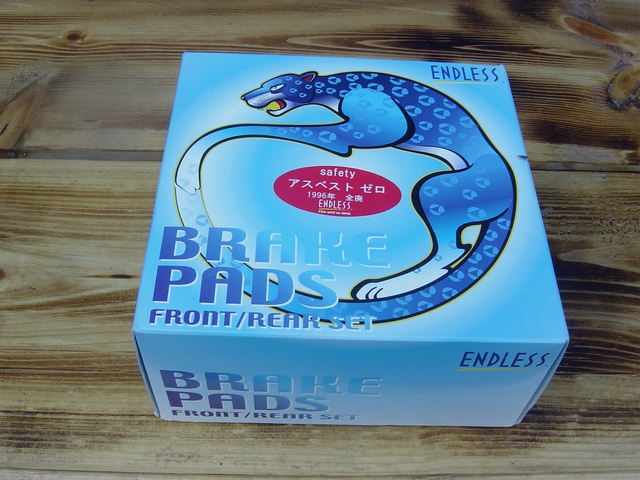 ENDLESS
safety
アスベスト ゼロ
1996年 全廃
ENDLESS
BRAKE
PADS
FRONT/REAR SET
ENDLESS
BRAKE
PADS
FRONT/REAR SET